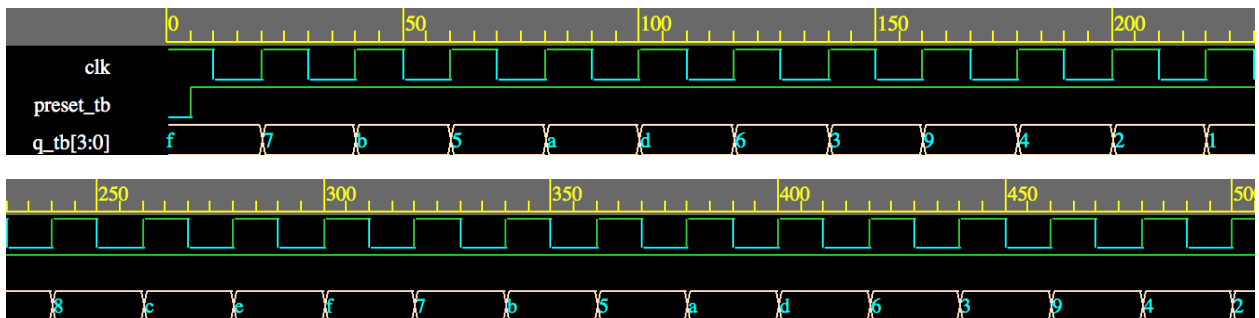 0 50 100 150 200
clk
preset_tb
q_tb[3:0] f 7 b 5 a d 6 3 9 4 2 1
250 300 350 400 450 500
8 c e f 7 b 5 a d 6 3 9 4 2